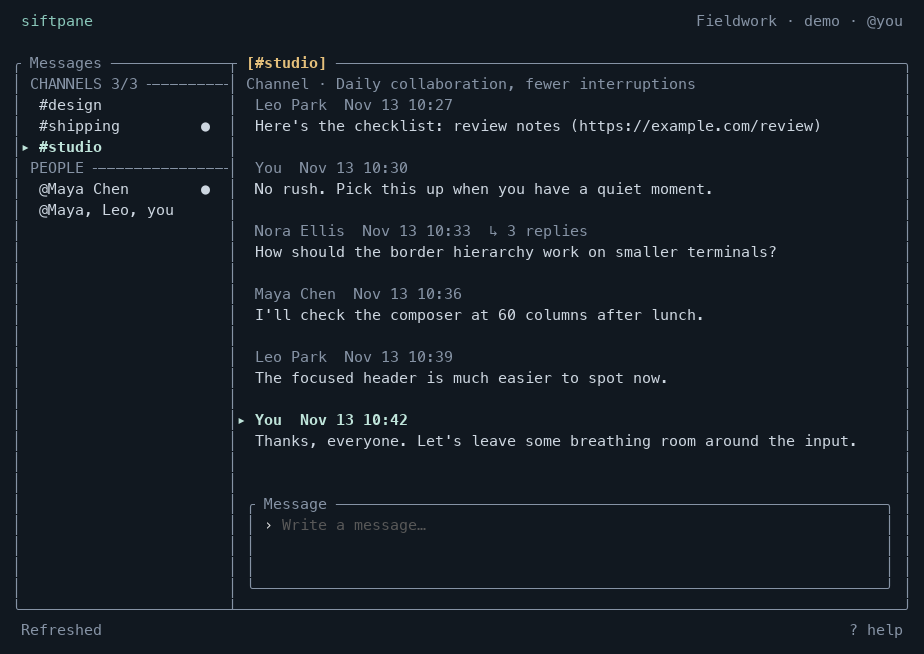 siftpane
Fieldwork · demo · @you
Messages
CHANNELS 3/3
#design
#shipping ●
▸ #studio
PEOPLE
@Maya Chen ●
@Maya, Leo, you
[#studio]
Channel · Daily collaboration, fewer interruptions
Leo Park  Nov 13 10:27
Here's the checklist: review notes (https://example.com/review)
You  Nov 13 10:30
No rush. Pick this up when you have a quiet moment.
Nora Ellis  Nov 13 10:33  ↳ 3 replies
How should the border hierarchy work on smaller terminals?
Maya Chen  Nov 13 10:36
I'll check the composer at 60 columns after lunch.
Leo Park  Nov 13 10:39
The focused header is much easier to spot now.
▸ You  Nov 13 10:42
Thanks, everyone. Let's leave some breathing room around the input.
Message
› Write a message…
Refreshed
? help